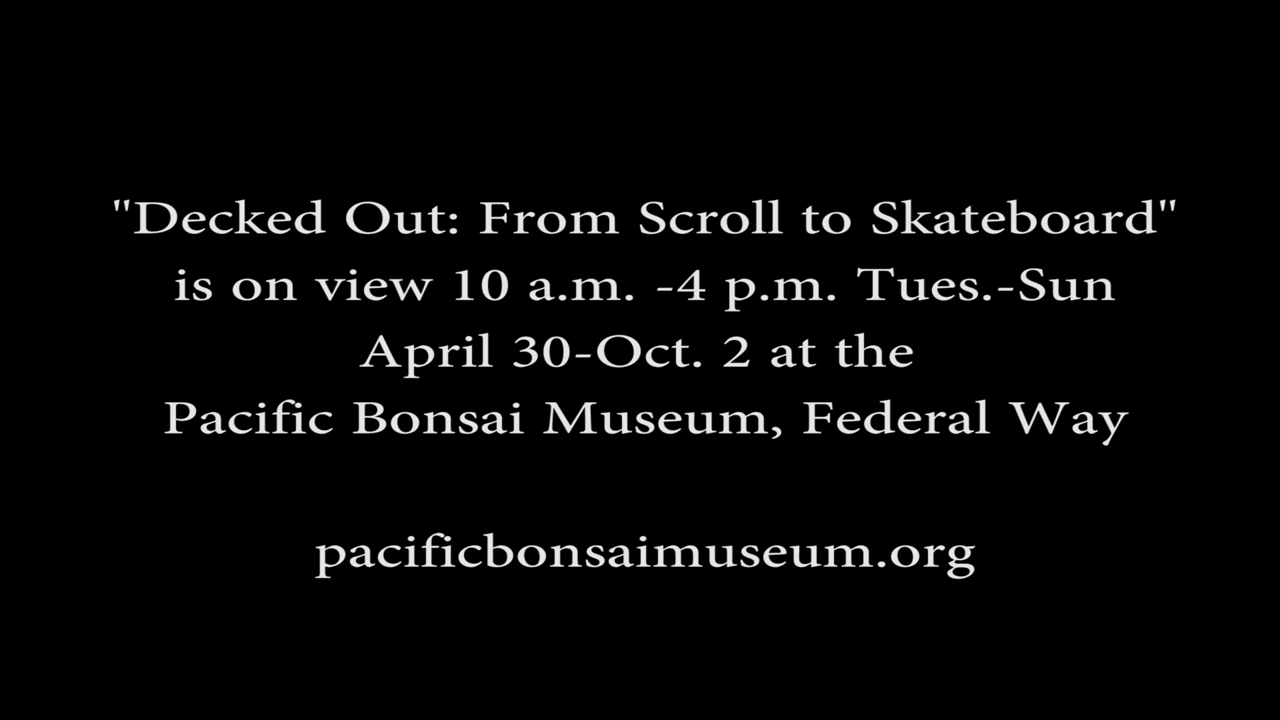 "Decked Out: From Scroll to Skateboard"
is on view 10 a.m. -4 p.m. Tues.-Sun
April 30-Oct. 2 at the
Pacific Bonsai Museum, Federal Way
pacificbonsaimuseum.org